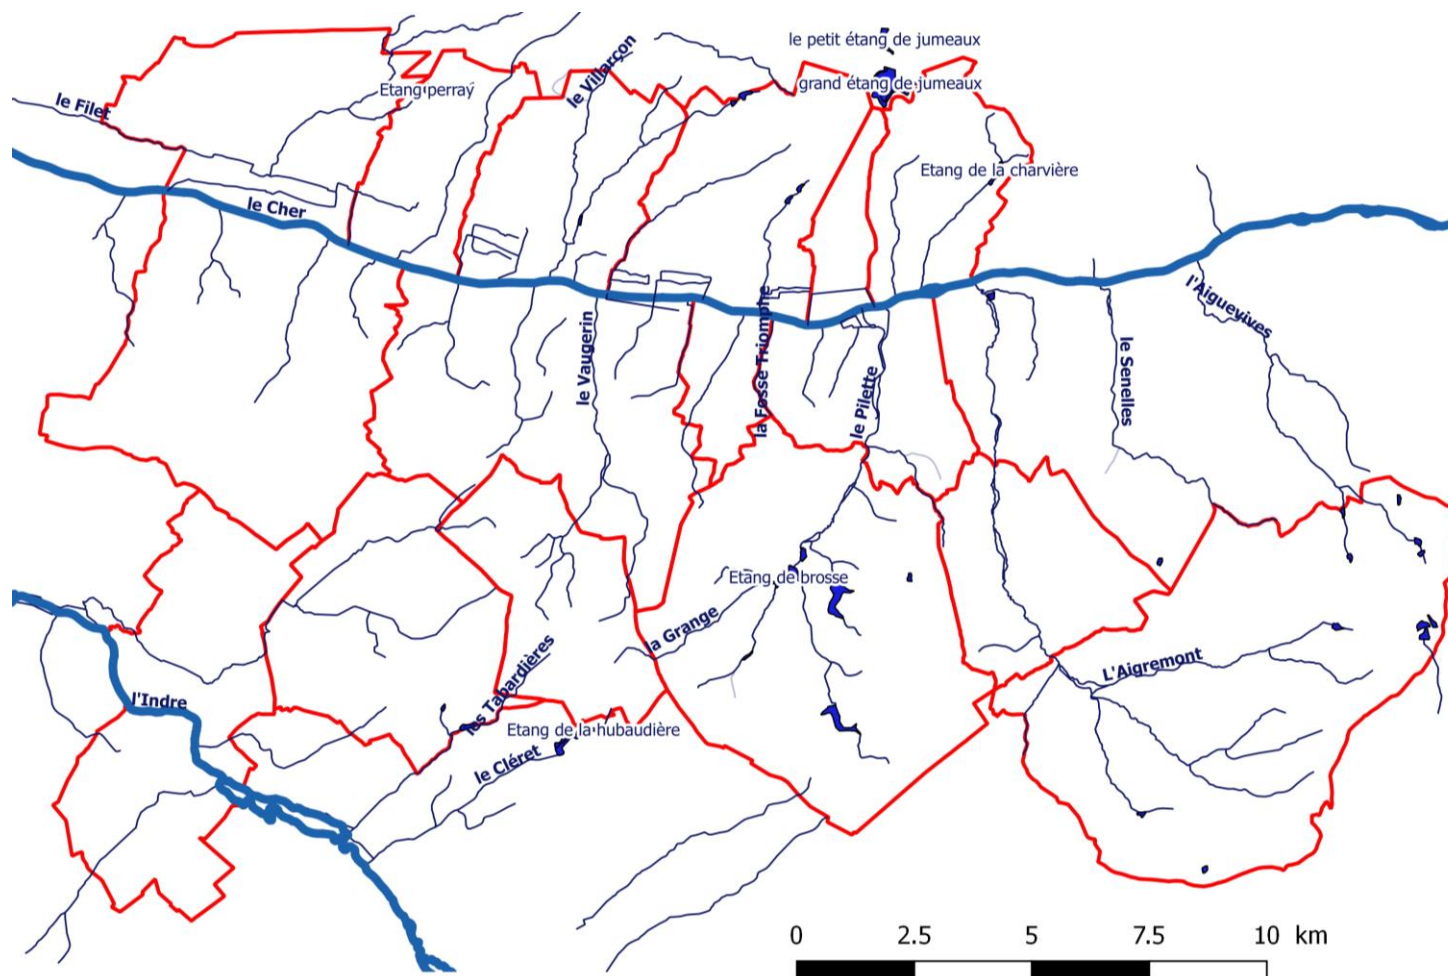 le petit étang de jumeaux
le Villarçon
Etang perray
grand étang de jumeaux
le Filet
Etang de la charvière
le Cher
l'Aiguevives
la Fosse Triomphe
le Vaugerin
le Senelles
le Pilette
Etang de brosse
la Grange
L'Aigremont
les Tabardières
l'Indre
Etang de la hubaudière
le Cléret
0 2.5 5 7.5 10 km